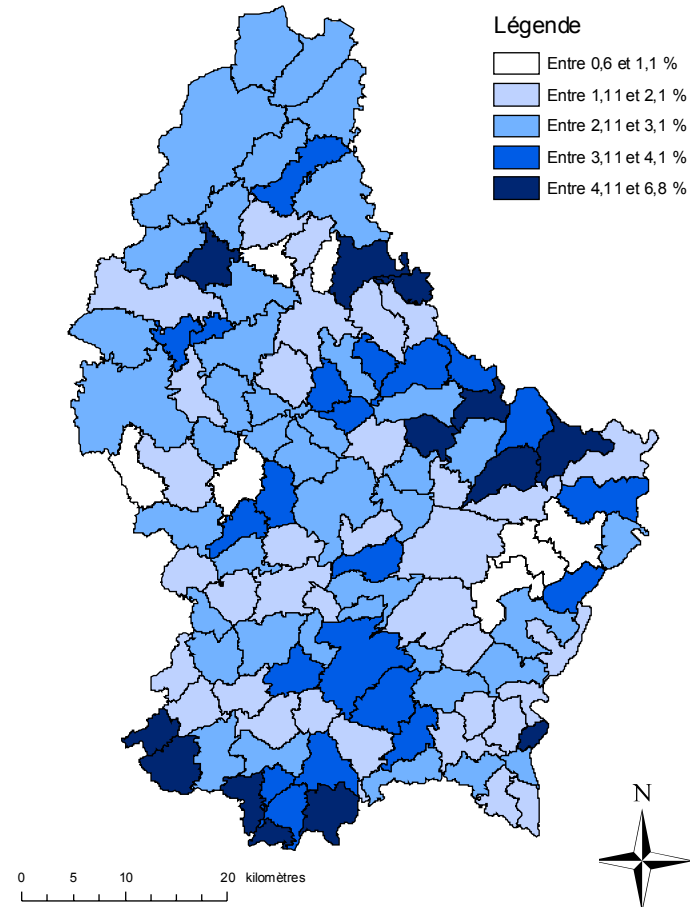 Légende
Entre 0,6 et 1,1 %
Entre 1,11 et 2,1 %
Entre 2,11 et 3,1 %
Entre 3,11 et 4,1 %
Entre 4,11 et 6,8 %
N
0 5 10 20 kilomètres